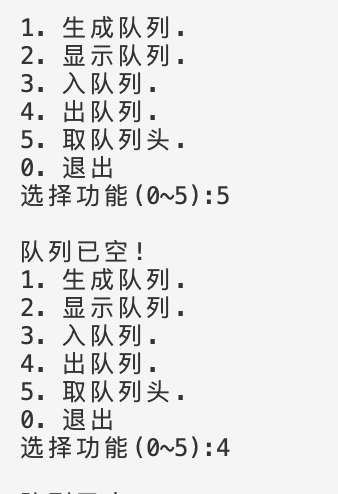 1. 生成队列.
2. 显示队列.
3. 入队列.
4. 出队列.
5. 取队列头.
0. 退出
选择功能(0~5):5
队列已空!
1. 生成队列.
2. 显示队列.
3. 入队列.
4. 出队列.
5. 取队列头.
0. 退出
选择功能(0~5):4